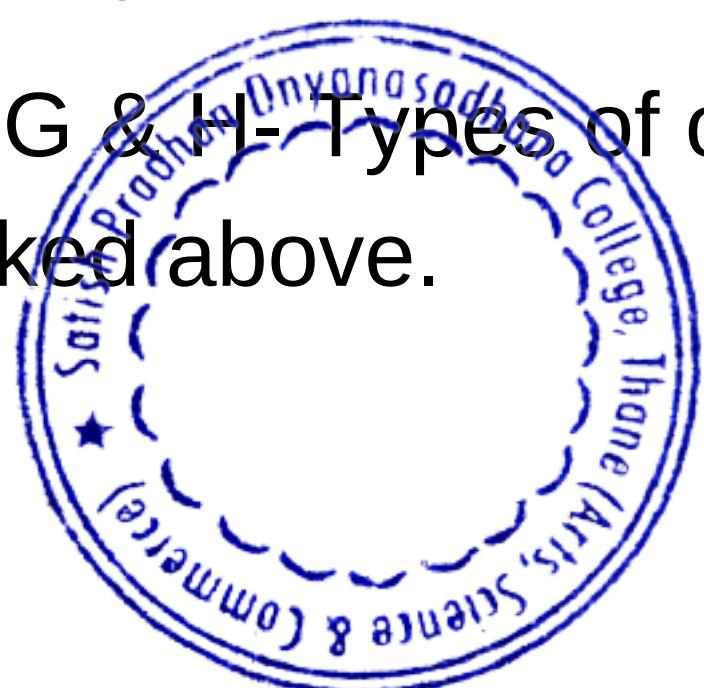 G & H- Types of
ked above.
Satish Pradhan Dnyanasadhana College, Thane (Arts, Science & Commerce)